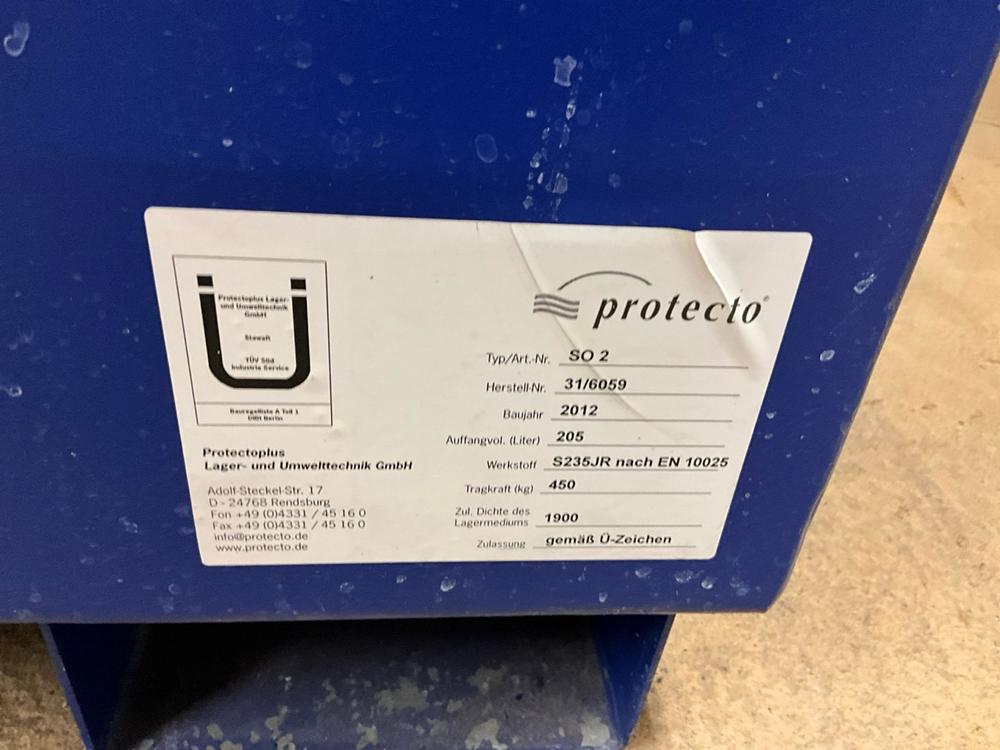 Protectoplus Lager-
und Umwelttechnik
GmbH
Stawa-R
TÜV Süd
Industrie Service
Bauregelliste A Teil 1
DIBt Berlin
Protectoplus
Lager- und Umwelttechnik GmbH
Adolf-Steckel-Str. 17
D - 24768 Rendsburg
Fon +49 (0)4331 / 45 16 0
Fax +49 (0)4331 / 45 16 0
info@protecto.de
www.protecto.de
protecto®
Typ/Art.-Nr. SO 2
Herstell-Nr. 31/6059
Baujahr 2012
Auffangvol. (Liter) 205
Werkstoff S235JR nach EN 10025
Tragkraft (kg) 450
Zul. Dichte des
Lagermediums 1900
Zulassung gemäß Ü-Zeichen